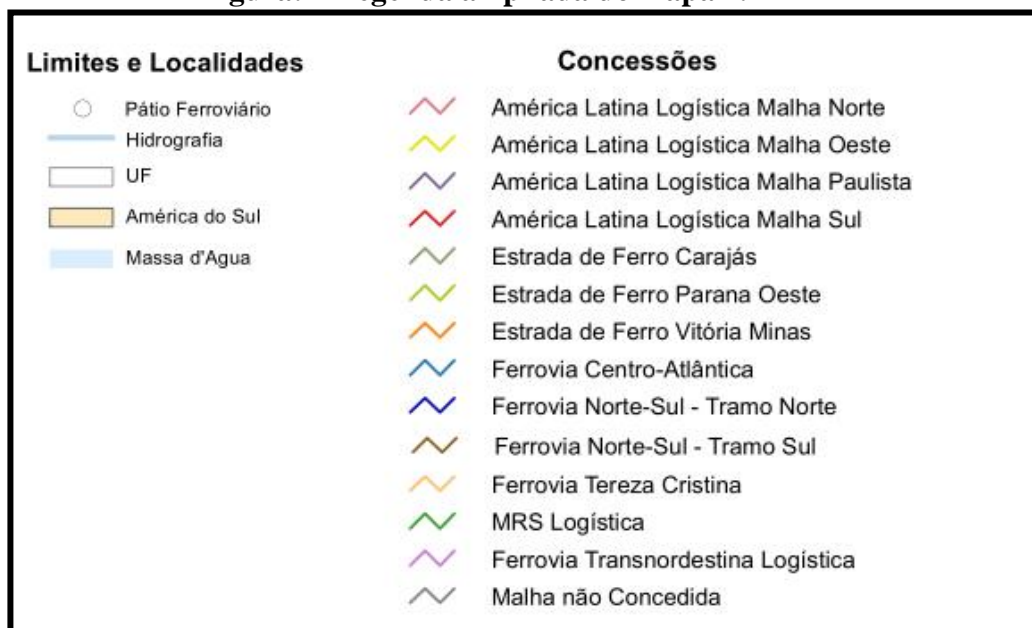 Limites e Localidades
Pátio Ferroviário
Hidrografia
UF
América do Sul
Massa d'Agua
Concessões
América Latina Logística Malha Norte
América Latina Logística Malha Oeste
América Latina Logística Malha Paulista
América Latina Logística Malha Sul
Estrada de Ferro Carajás
Estrada de Ferro Parana Oeste
Estrada de Ferro Vitória Minas
Ferrovia Centro-Atlântica
Ferrovia Norte-Sul - Tramo Norte
Ferrovia Norte-Sul - Tramo Sul
Ferrovia Tereza Cristina
MRS Logística
Ferrovia Transnordestina Logística
Malha não Concedida